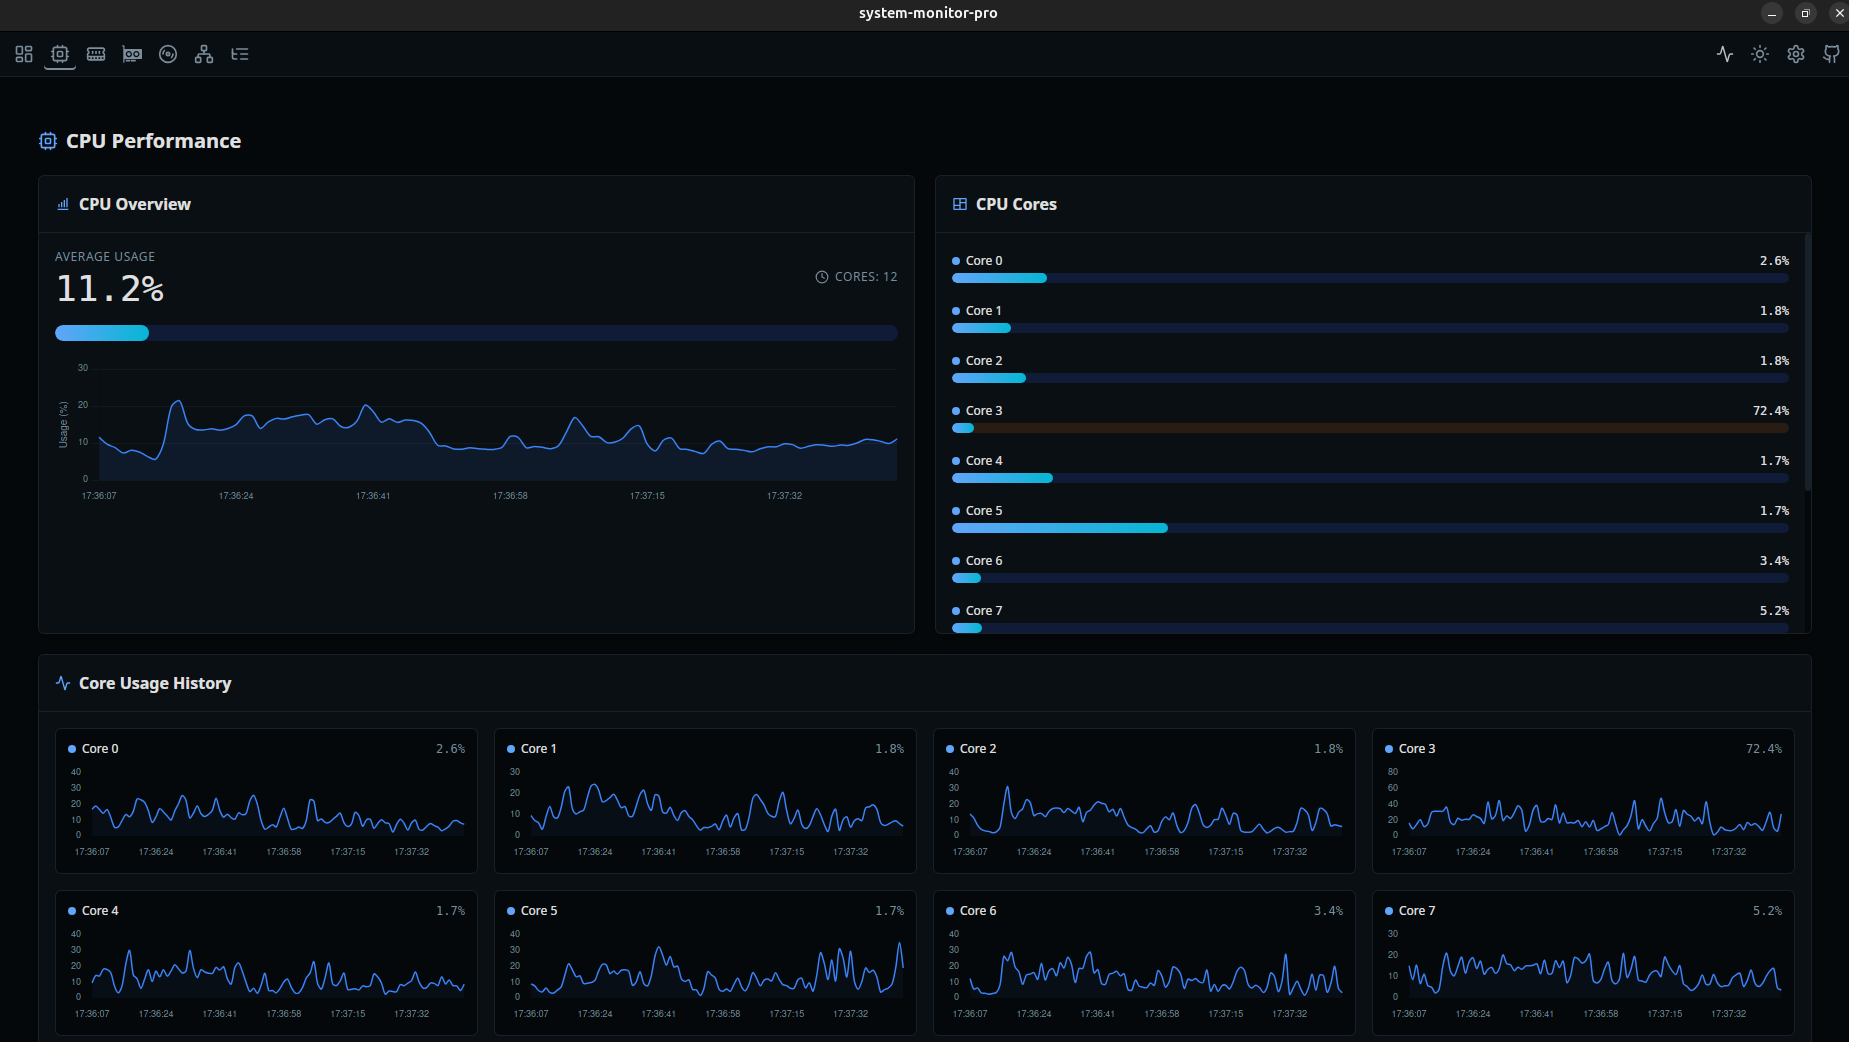 system-monitor-pro
CPU Performance
CPU Overview
AVERAGE USAGE
11.2%
CORES: 12
Usage (%)
30
20
10
0
17:36:07 17:36:24 17:36:41 17:36:58 17:37:15 17:37:32
CPU Cores
Core 0 2.6%
Core 1 1.8%
Core 2 1.8%
Core 3 72.4%
Core 4 1.7%
Core 5 1.7%
Core 6 3.4%
Core 7 5.2%
Core Usage History
Core 0 2.6%
40
30
20
10
0
17:36:07 17:36:24 17:36:41 17:36:58 17:37:15 17:37:32
Core 1 1.8%
30
20
10
0
17:36:07 17:36:24 17:36:41 17:36:58 17:37:15 17:37:32
Core 2 1.8%
40
30
20
10
0
17:36:07 17:36:24 17:36:41 17:36:58 17:37:15 17:37:32
Core 3 72.4%
80
60
40
20
0
17:36:07 17:36:24 17:36:41 17:36:58 17:37:15 17:37:32
Core 4 1.7%
40
30
20
10
0
17:36:07 17:36:24 17:36:41 17:36:58 17:37:15 17:37:32
Core 5 1.7%
40
30
20
10
0
17:36:07 17:36:24 17:36:41 17:36:58 17:37:15 17:37:32
Core 6 3.4%
40
30
20
10
0
17:36:07 17:36:24 17:36:41 17:36:58 17:37:15 17:37:32
Core 7 5.2%
30
20
10
0
17:36:07 17:36:24 17:36:41 17:36:58 17:37:15 17:37:32